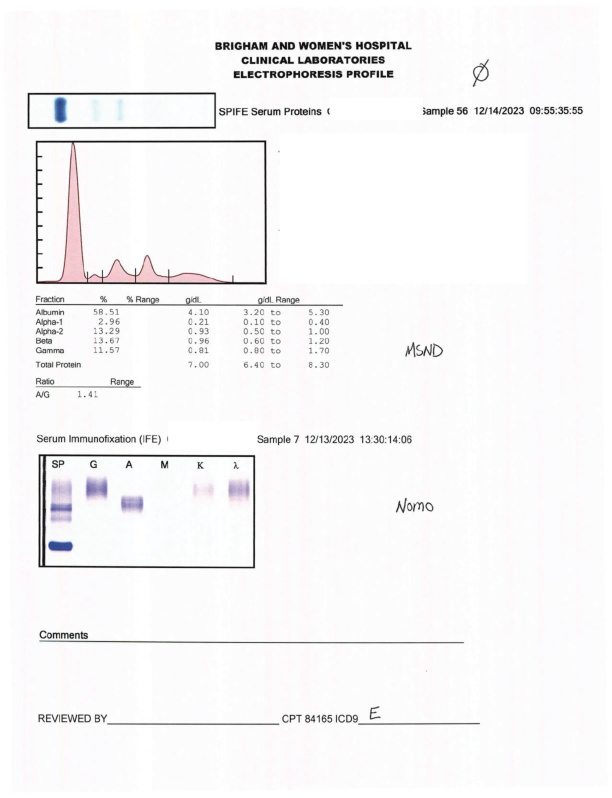 BRIGHAM AND WOMEN'S HOSPITAL
CLINICAL LABORATORIES
ELECTROPHORESIS PROFILE
Ø
SPIFE Serum Proteins ( Sample 56 12/14/2023 09:55:35:55
Fraction % % Range g/dL g/dL Range
Albumin 58.51 4.10 3.20 to 5.30
Alpha-1 2.96 0.21 0.10 to 0.40
Alpha-2 13.29 0.93 0.50 to 1.00
Beta 13.67 0.96 0.60 to 1.20
Gamma 11.57 0.81 0.80 to 1.70
MSND
Total Protein 7.00 6.40 to 8.30
Ratio Range
A/G 1.41
Serum Immunofixation (IFE) Sample 7 12/13/2023 13:30:14:06
SP G A M K λ
Nomo
Comments
REVIEWED BY CPT 84165 ICD9 E